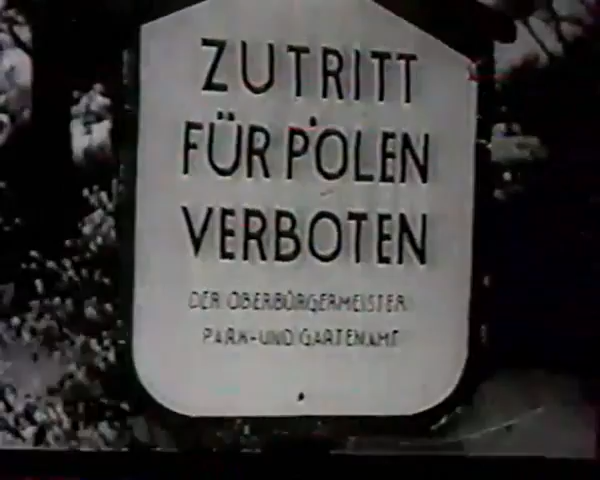 ZUTRITT
FÜR POLEN
VERBOTEN
DER OBERBÜRGERMEISTER
PARK-UND GARTENAMT